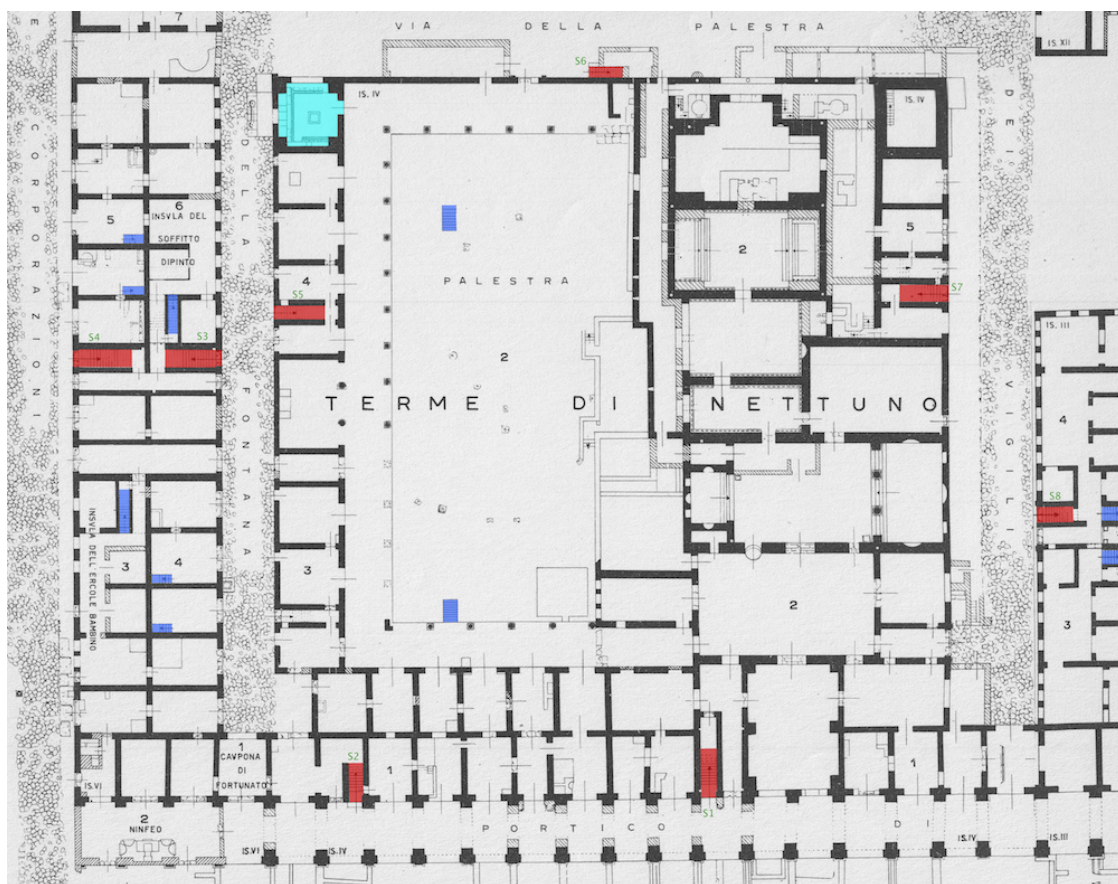 VIA DELLA PALESTRA
7
S6
IS. XII
IS. IV
IS. IV
E CORPORAZIONI
DELLA FONTANA
DEI VIGILI
5
6
INSVLA DEL
SOFFITTO
DIPINTO
2
5
4
PALESTRA
S7
S5
IS. III
S4
S3
2
TERME DI NETTUNO
4
S8
INSVLA DELL'ERCOLE BAMBINO
3
4
3
2
3
1
CAVPONA
DI
FORTUNATO
S2
1
1
IS. VI
S1
2
NINFEO
PORTICO DI
IS. VI
IS. IV
IS. IV
IS. III